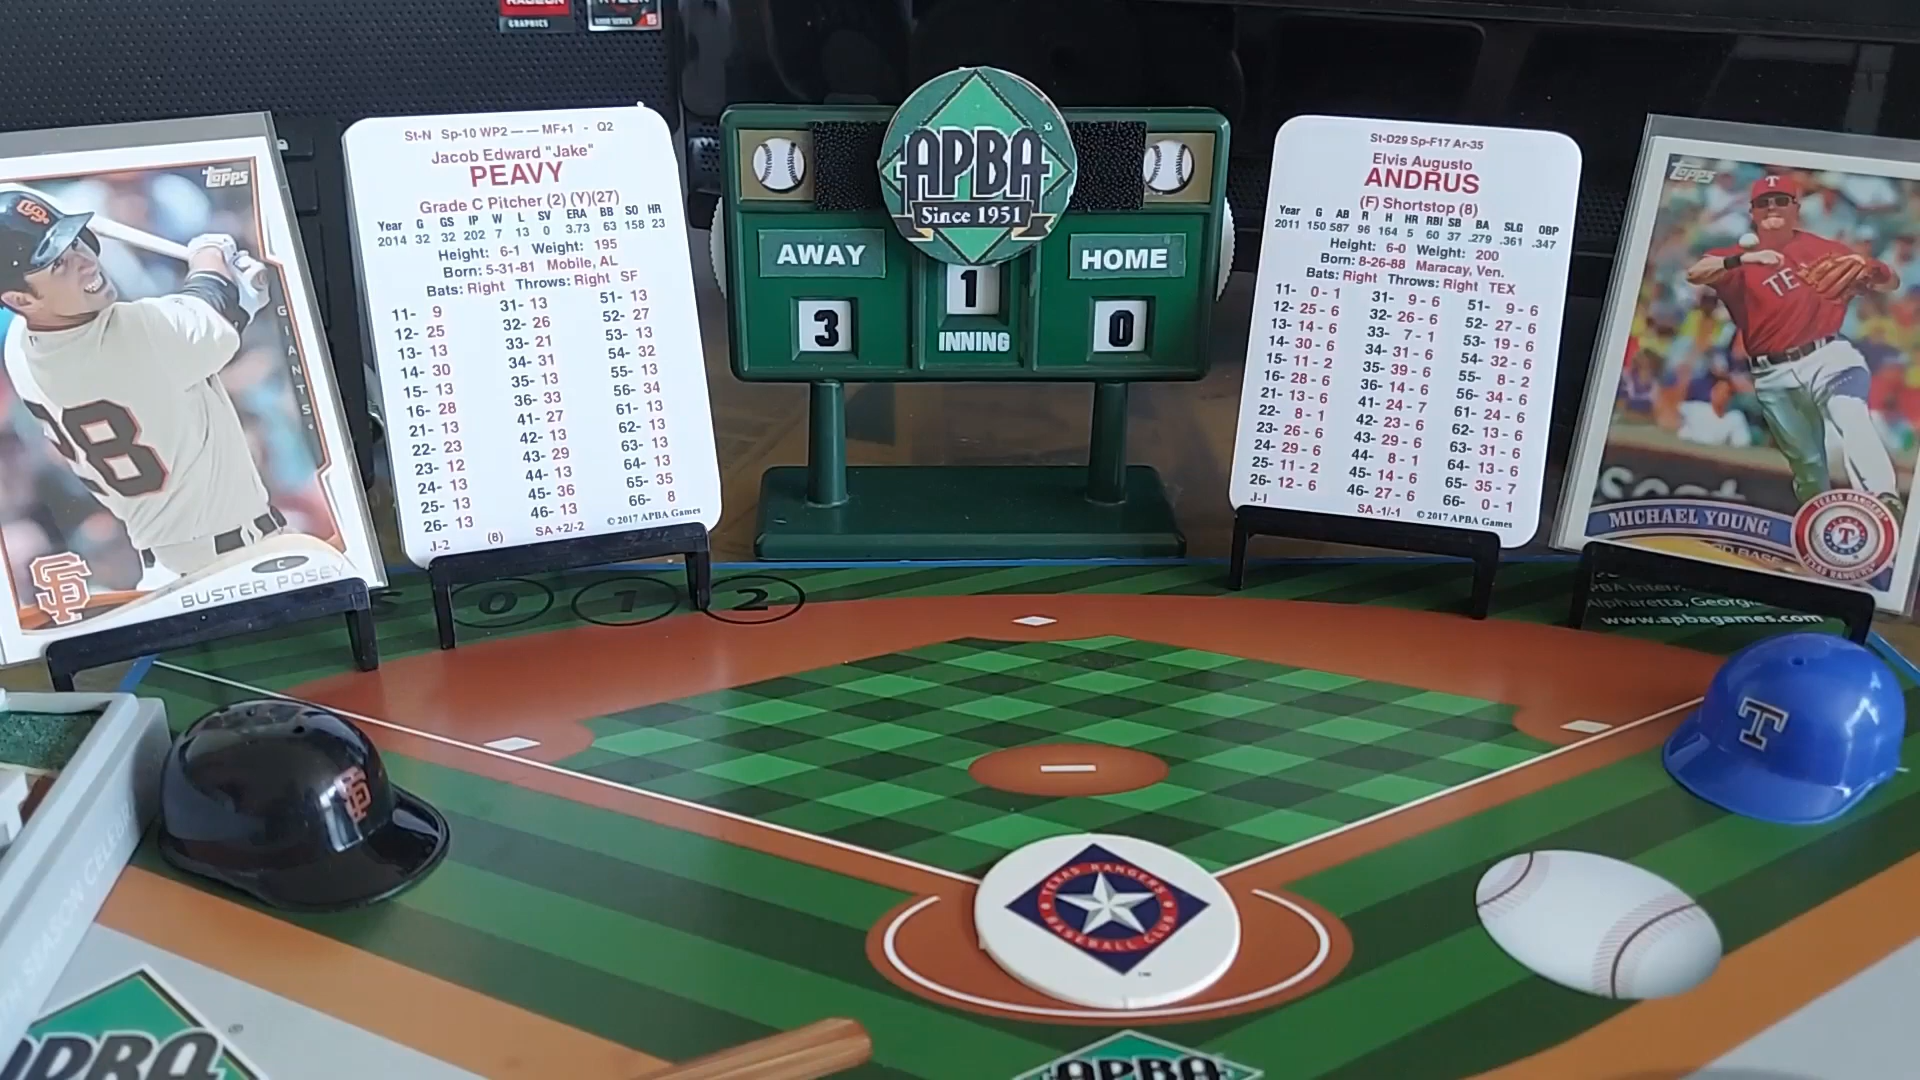 GRAPHICS
Topps
SF
28
GIANTS
SF
C
BUSTER POSEY
St-N Sp-10 WP2 — — MF+1 - Q2
Jacob Edward "Jake"
PEAVY
Grade C Pitcher (2) (Y)(27)
Year G GS IP W L SV ERA BB SO HR
2014 32 32 202 7 13 0 3.73 63 158 23
Height: 6-1 Weight: 195
Born: 5-31-81 Mobile, AL
Bats: Right Throws: Right SF
11- 9 31- 13 51- 13
12- 25 32- 26 52- 27
13- 13 33- 21 53- 13
14- 30 34- 31 54- 32
15- 13 35- 13 55- 13
16- 28 36- 33 56- 34
21- 13 41- 27 61- 13
22- 23 42- 13 62- 13
23- 12 43- 29 63- 13
24- 13 44- 13 64- 13
25- 13 45- 36 65- 35
26- 13 46- 13 66- 8
J-2 (8) SA +2/-2 © 2017 APBA Games
APBA
Since 1951
AWAY
HOME
1
3
0
INNING
St-D29 Sp-F17 Ar-35
Elvis Augusto
ANDRUS
(F) Shortstop (8)
Year G AB R H HR RBI SB BA SLG OBP
2011 150 587 96 164 5 60 37 .279 .361 .347
Height: 6-0 Weight: 200
Born: 8-26-88 Maracay, Ven.
Bats: Right Throws: Right TEX
11- 0 - 1 31- 9 - 6 51- 9 - 6
12- 25 - 6 32- 26 - 6 52- 27 - 6
13- 14 - 6 33- 7 - 1 53- 19 - 6
14- 30 - 6 34- 31 - 6 54- 32 - 6
15- 11 - 2 35- 39 - 6 55- 8 - 2
16- 28 - 6 36- 14 - 6 56- 34 - 6
21- 13 - 6 41- 24 - 7 61- 24 - 6
22- 8 - 1 42- 23 - 6 62- 13 - 6
23- 26 - 6 43- 29 - 6 63- 31 - 6
24- 29 - 6 44- 8 - 1 64- 13 - 6
25- 11 - 2 45- 14 - 6 65- 35 - 7
26- 12 - 6 46- 27 - 6 66- 0 - 1
J-1 SA -1/-1 © 2017 APBA Games
Topps
T
TE
MICHAEL YOUNG
TEXAS RANGERS
T
0 1 2
Alpharetta, Georgia
www.apbagames.com
SF
T
TEXAS RANGERS
BASEBALL CLUB
™
SEASON
APBA
®
APBA